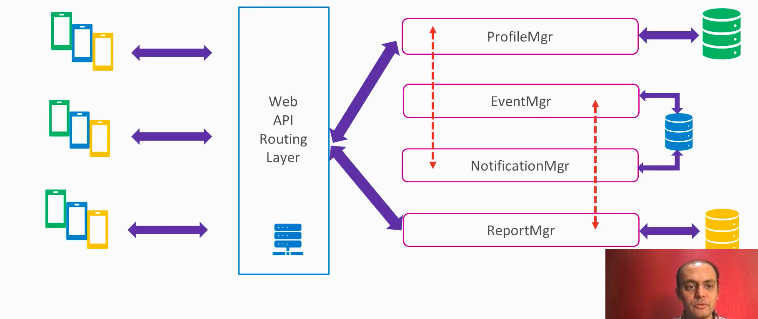 Web
API
Routing
Layer
ProfileMgr
EventMgr
NotificationMgr
ReportMgr